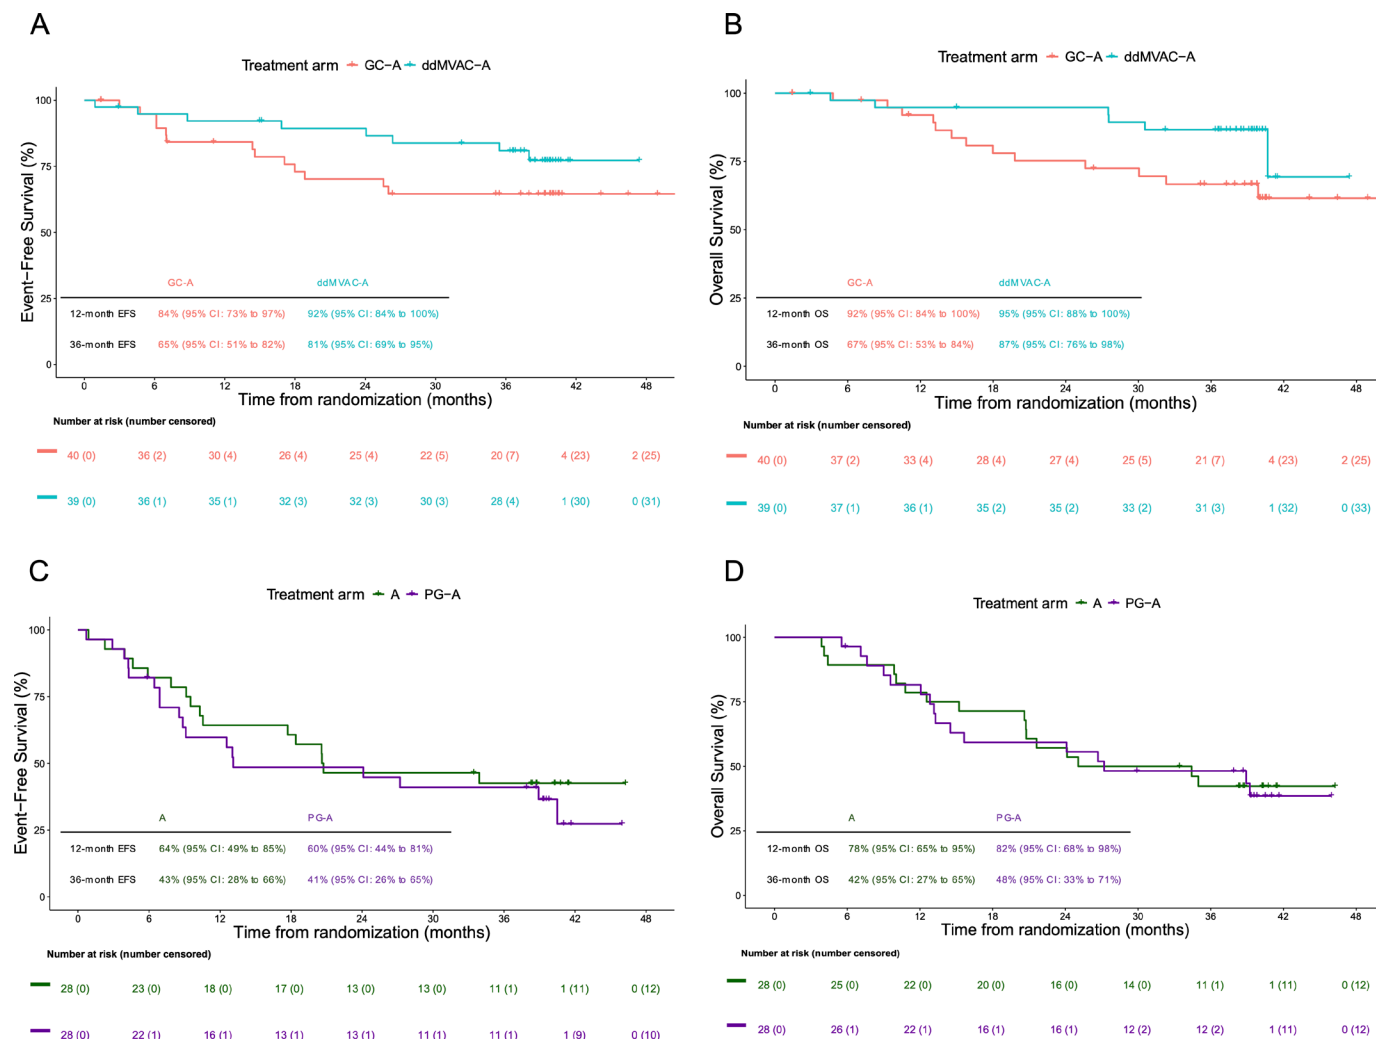 A
Treatment arm GC-A ddMVAC-A
Event-Free Survival (%)
100
75
50
25
0
GC-A ddMVAC-A
12-month EFS 84% (95% CI: 73% to 97%) 92% (95% CI: 84% to 100%)
36-month EFS 65% (95% CI: 51% to 82%) 81% (95% CI: 69% to 95%)
0 6 12 18 24 30 36 42 48
Time from randomization (months)
Number at risk (number censored)
40 (0) 36 (2) 30 (4) 26 (4) 25 (4) 22 (5) 20 (7) 4 (23) 2 (25)
39 (0) 36 (1) 35 (1) 32 (3) 32 (3) 30 (3) 28 (4) 1 (30) 0 (31)
B
Treatment arm GC-A ddMVAC-A
Overall Survival (%)
100
75
50
25
0
GC-A ddMVAC-A
12-month OS 92% (95% CI: 84% to 100%) 95% (95% CI: 88% to 100%)
36-month OS 67% (95% CI: 53% to 84%) 87% (95% CI: 76% to 98%)
0 6 12 18 24 30 36 42 48
Time from randomization (months)
Number at risk (number censored)
40 (0) 37 (2) 33 (4) 28 (4) 27 (4) 25 (5) 21 (7) 4 (23) 2 (25)
39 (0) 37 (1) 36 (1) 35 (2) 35 (2) 33 (2) 31 (3) 1 (32) 0 (33)
C
Treatment arm A PG-A
Event-Free Survival (%)
100
75
50
25
0
A PG-A
12-month EFS 64% (95% CI: 49% to 85%) 60% (95% CI: 44% to 81%)
36-month EFS 43% (95% CI: 28% to 66%) 41% (95% CI: 26% to 65%)
0 6 12 18 24 30 36 42 48
Time from randomization (months)
Number at risk (number censored)
28 (0) 23 (0) 18 (0) 17 (0) 13 (0) 13 (0) 11 (1) 1 (11) 0 (12)
28 (0) 22 (1) 16 (1) 13 (1) 13 (1) 11 (1) 11 (1) 1 (9) 0 (10)
D
Treatment arm A PG-A
Overall Survival (%)
100
75
50
25
0
A PG-A
12-month OS 78% (95% CI: 65% to 95%) 82% (95% CI: 68% to 98%)
36-month OS 42% (95% CI: 27% to 65%) 48% (95% CI: 33% to 71%)
0 6 12 18 24 30 36 42 48
Time from randomization (months)
Number at risk (number censored)
28 (0) 25 (0) 22 (0) 20 (0) 16 (0) 14 (0) 11 (1) 1 (11) 0 (12)
28 (0) 26 (1) 22 (1) 16 (1) 16 (1) 12 (2) 12 (2) 1 (11) 0 (12)